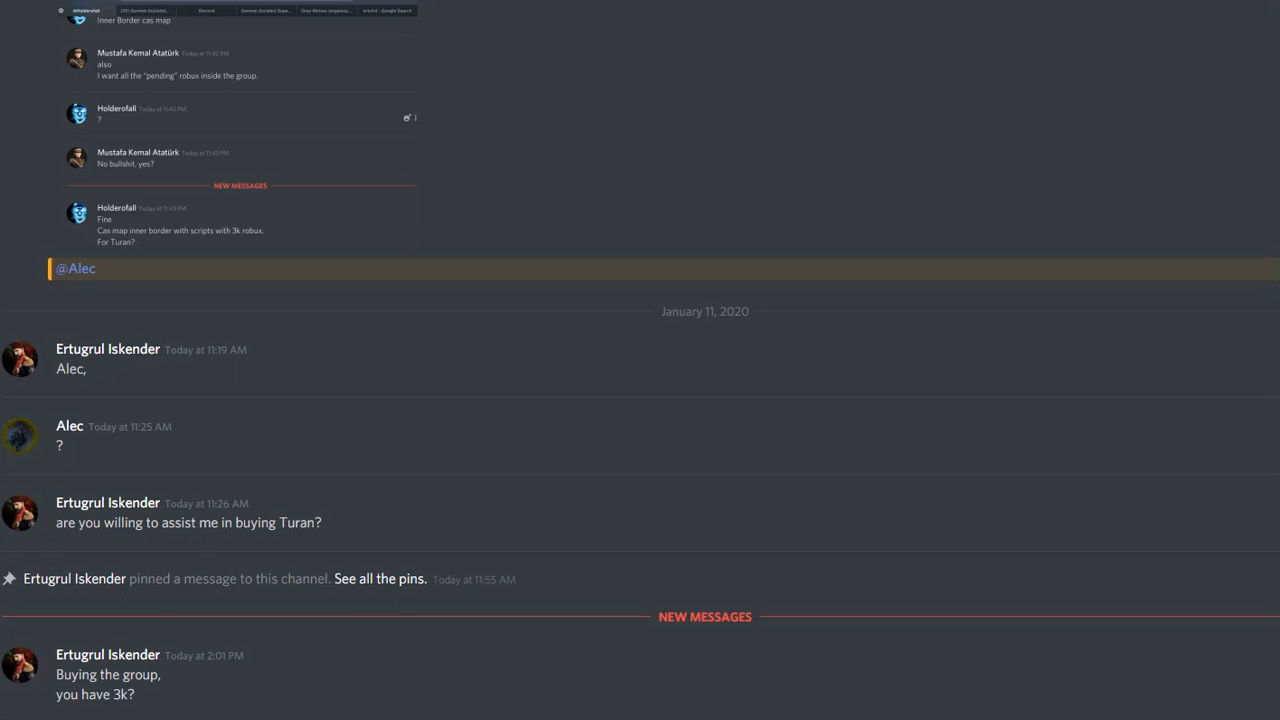 @Holderofall
Discord
ertuful - Google Search
Inner Border cas map
Mustafa Kemal Atatürk Today at 11:42 PM
also
I want all the "pending" robux inside the group.
Holderofall Today at 11:43 PM
?
Mustafa Kemal Atatürk Today at 11:43 PM
No bullshit, yes?
NEW MESSAGES
Holderofall Today at 11:43 PM
Fine
Cas map inner border with scripts with 3k robux.
For Turan?
@Alec
January 11, 2020
Ertugrul Iskender Today at 11:19 AM
Alec,
Alec Today at 11:25 AM
?
Ertugrul Iskender Today at 11:26 AM
are you willing to assist me in buying Turan?
Ertugrul Iskender pinned a message to this channel. See all the pins. Today at 11:55 AM
NEW MESSAGES
Ertugrul Iskender Today at 2:01 PM
Buying the group,
you have 3k?